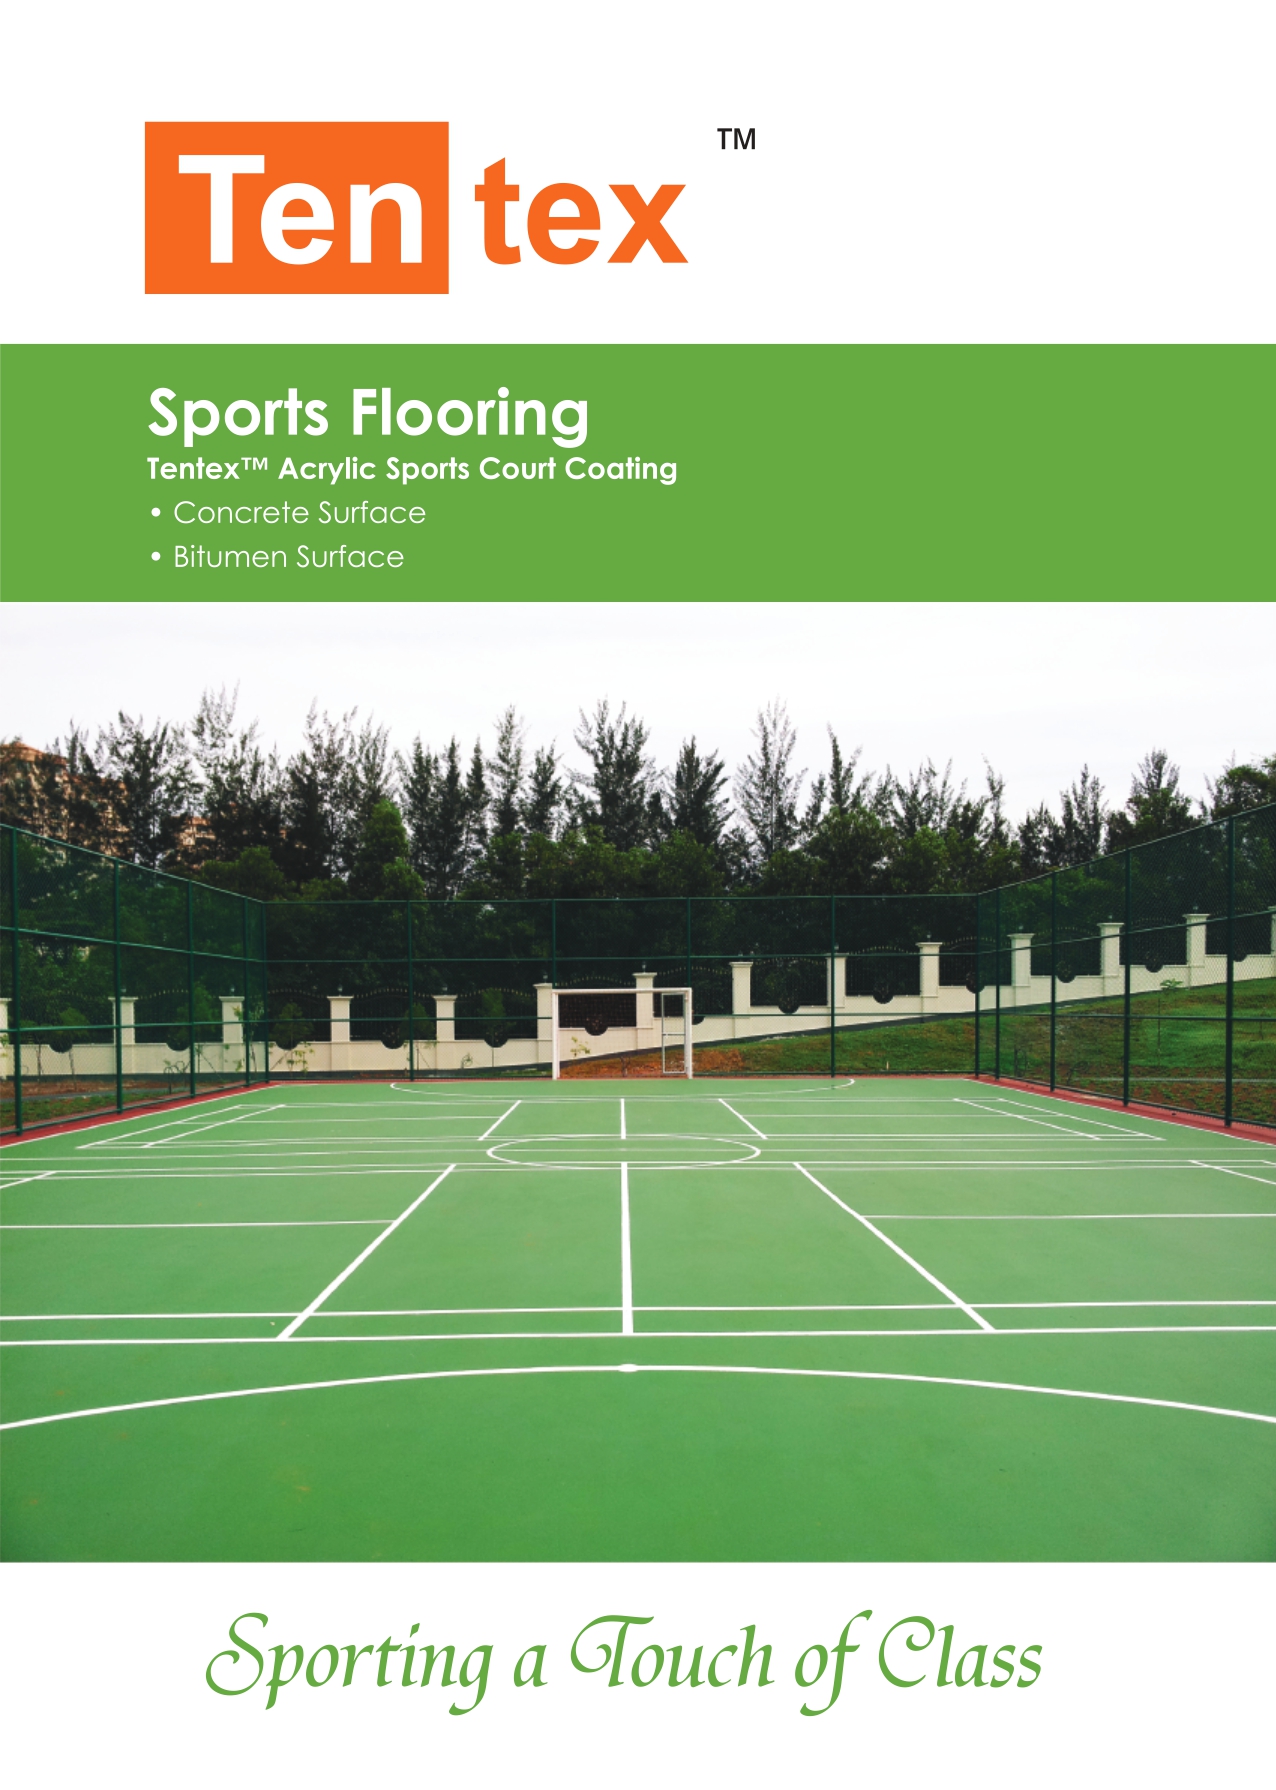 Ten tex ™
Sports Flooring
Tentex™ Acrylic Sports Court Coating
• Concrete Surface
• Bitumen Surface
Sporting a Touch of Class